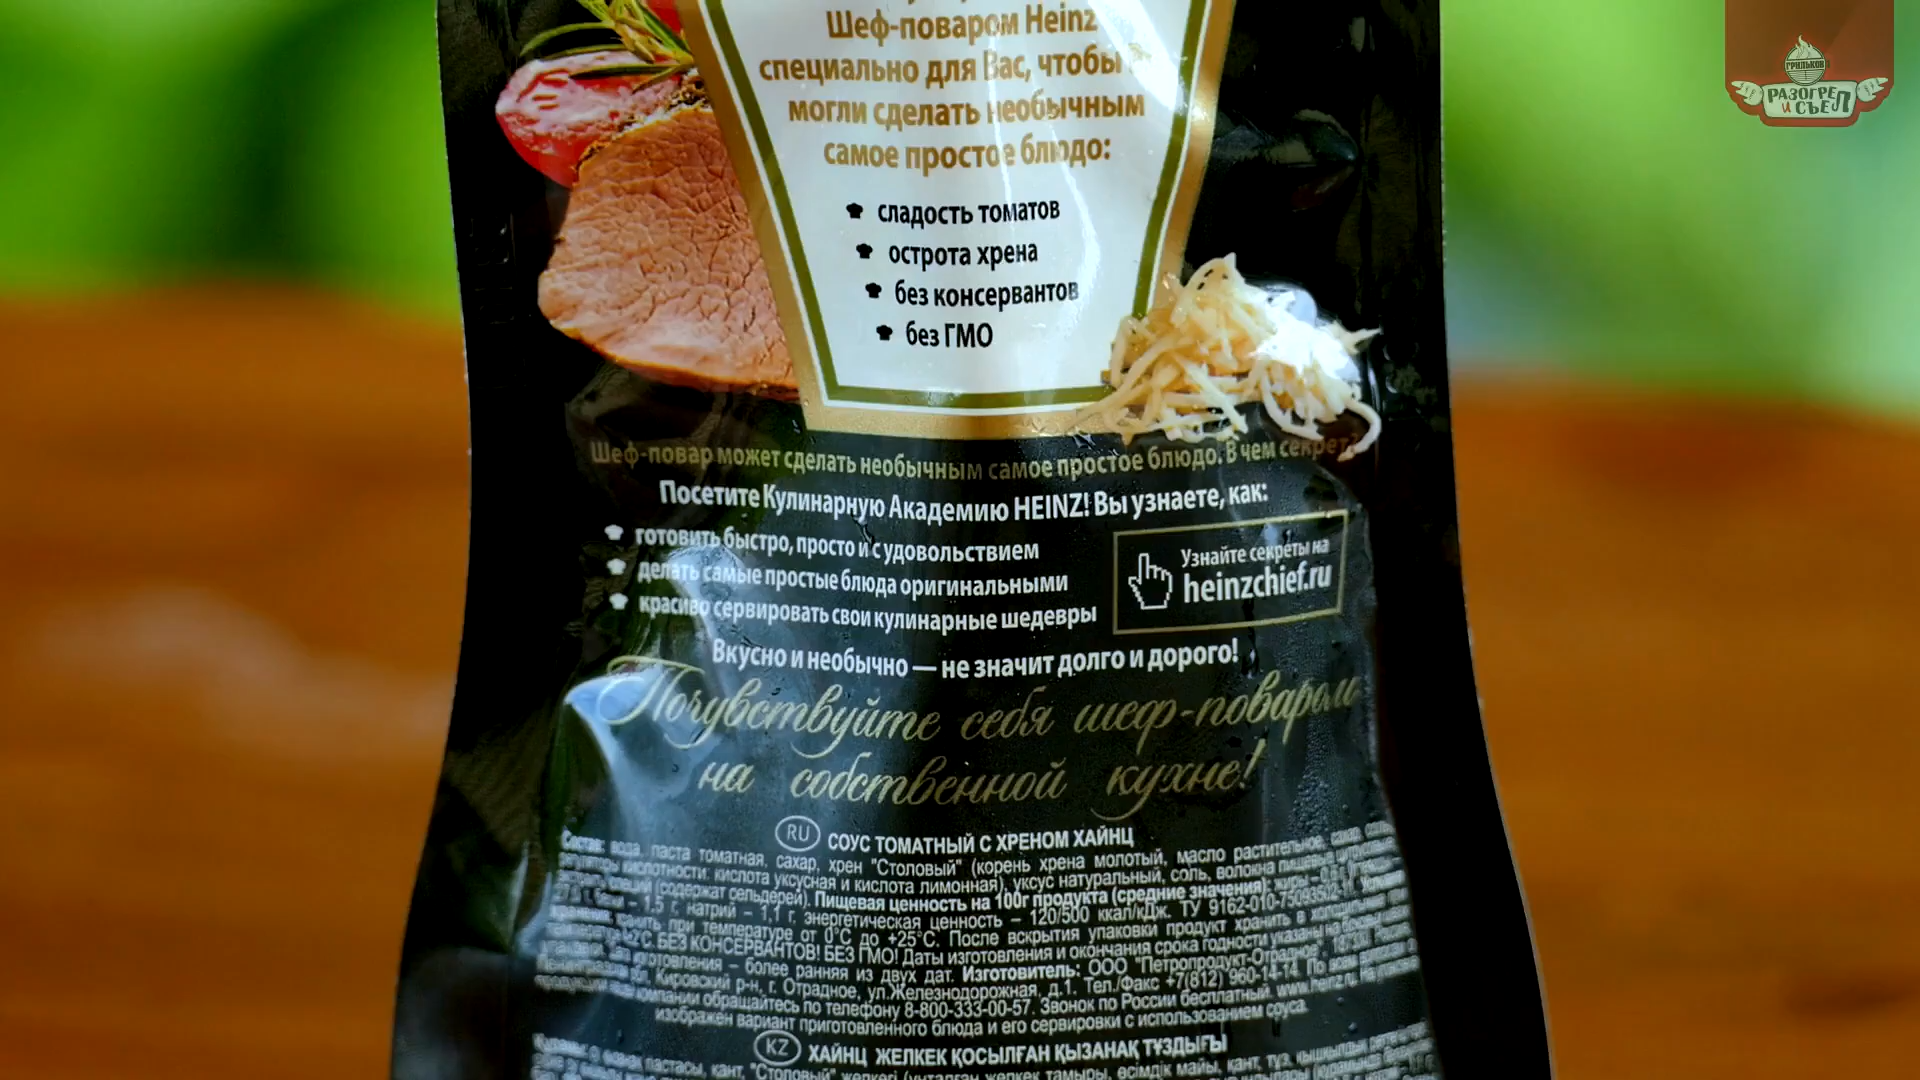 ГРИЛЬКОВ
РАЗОГРЕЛ
И СЪЕЛ
Шеф-поваром Heinz
специально для Вас, чтобы
могли сделать необычным
самое простое блюдо:
сладость томатов
острота хрена
без консервантов
без ГМО
Шеф-повар может сделать необычным самое простое блюдо. В чем секрет?
Посетите Кулинарную Академию HEINZ! Вы узнаете, как:
готовить быстро, просто и с удовольствием
делать самые простые блюда оригинальными
красиво сервировать свои кулинарные шедевры
Узнайте секреты на
heinzchief.ru
Вкусно и необычно — не значит долго и дорого!
Почувствуйте себя шеф-поваром
на собственной кухне!
RU СОУС ТОМАТНЫЙ С ХРЕНОМ ХАЙНЦ
Состав: вода, паста томатная, сахар, хрен "Столовый" (корень хрена молотый, масло растительное, сахар, соль,
регуляторы кислотности: кислота уксусная и кислота лимонная), уксус натуральный, соль, волокна пищевые
специй (содержат сельдерей). Пищевая ценность на 100г продукта (средние значения): жиры –
– 1,5 г, натрий – 1,1 г, энергетическая ценность – 120/500 ккал/кДж. ТУ 9162-010-75093502-
хранить при температуре от 0°C до +25°C. После вскрытия упаковки продукт хранить в
БЕЗ КОНСЕРВАНТОВ! БЕЗ ГМО! Даты изготовления и окончания срока годности указаны на
изготовления – более ранняя из двух дат. Изготовитель: ООО "Петропродукт-Отрадное", 187330,
Кировский р-н, г. Отрадное, ул.Железнодорожная, д.1. Тел./Факс +7(812) 960-14-14. По всем
компании обращайтесь по телефону 8-800-333-00-57. Звонок по России бесплатный. www.heinz.ru.
изображен вариант приготовленного блюда и его сервировки с использованием соуса.
KZ ХАЙНЦ ЖЕЛКЕК ҚОСЫЛҒАН ҚЫЗАНАҚ ТҰЗДЫҒЫ
пастасы, қант, "Столовый" желкегі (ұнталған желкек тамыры, өсімдік майы, қант, тұз,